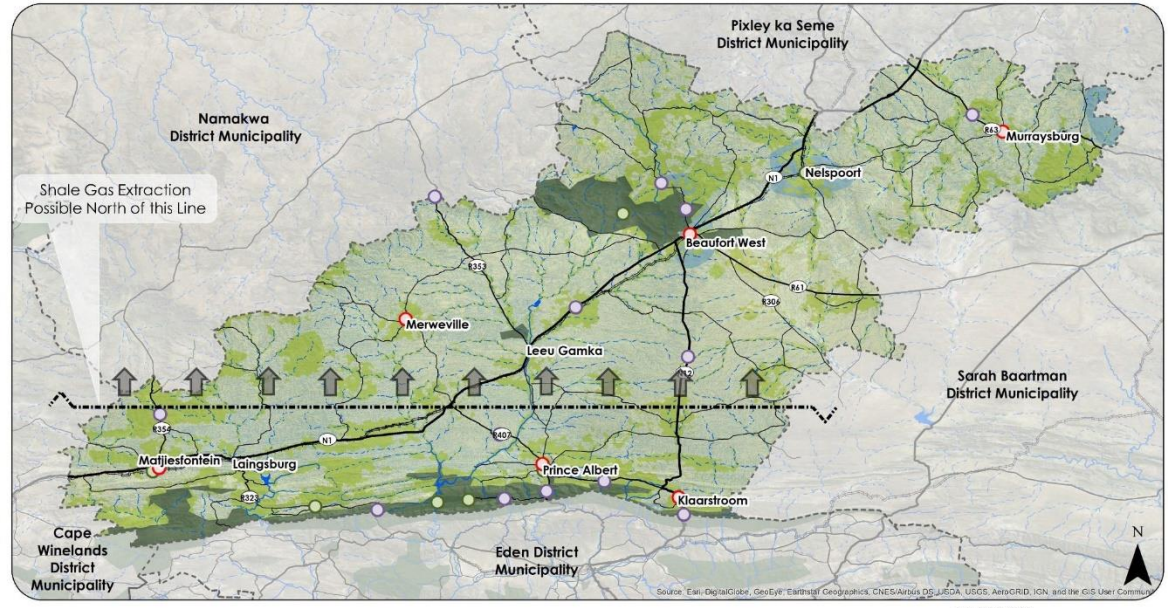 Pixley ka Seme
District Municipality
Namakwa
District Municipality
R63
Murraysburg
Shale Gas Extraction
Possible North of this Line
N1
Nelspoort
Beaufort West
R353
R61
R306
Merweville
Leeu Gamka
Sarah Baartman
District Municipality
R354
N1
R407
Matjiesfontein
Laingsburg
Prince Albert
R323
Klaarstroom
Cape
Winelands
District
Municipality
Eden District
Municipality
N
Source: Esri, DigitalGlobe, GeoEye, Earthstar Geographics, CNES/Airbus DS, USDA, USGS, AeroGRID, IGN, and the GIS User